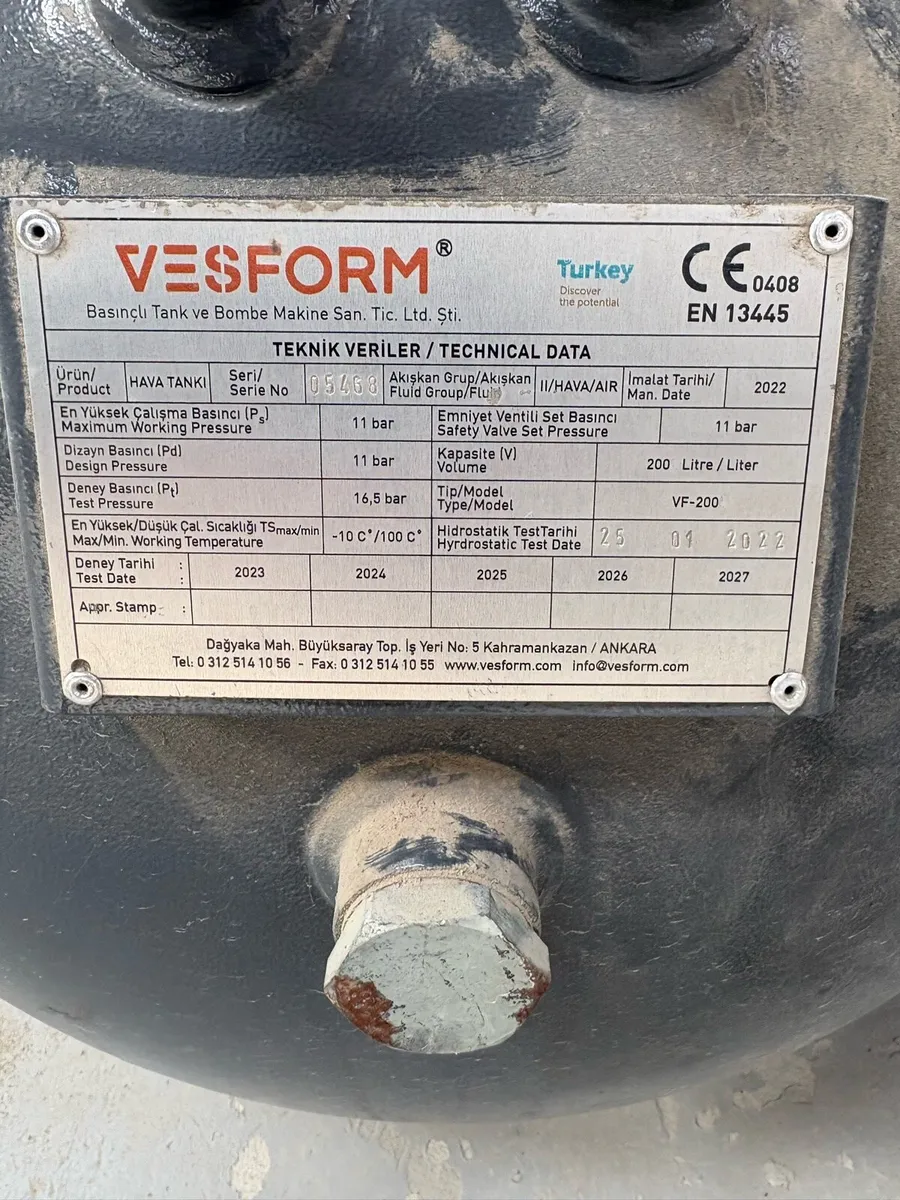 VESFORM®
Basınçlı Tank ve Bombe Makine San. Tic. Ltd. Şti.
Turkey
Discover
the potential
CE 0408
EN 13445
TEKNİK VERİLER / TECHNICAL DATA
Ürün/
Product
HAVA TANKI
Seri/
Serie No
05468
Akışkan Grup/Akışkan
Fluid Group/Fluid
II/HAVA/AIR
İmalat Tarihi/
Man. Date
2022
En Yüksek Çalışma Basıncı (Ps)
Maximum Working Pressure
11 bar
Emniyet Ventili Set Basıncı
Safety Valve Set Pressure
11 bar
Dizayn Basıncı (Pd)
Design Pressure
11 bar
Kapasite (V)
Volume
200 Litre / Liter
Deney Basıncı (Pt)
Test Pressure
16,5 bar
Tip/Model
Type/Model
VF-200
En Yüksek/Düşük Çal. Sıcaklığı TSmax/min
Max/Min. Working Temperature
-10 C°/100 C°
Hidrostatik TestTarihi
Hyrdrostatic Test Date
25 01 2022
Deney Tarihi :
Test Date :
2023
2024
2025
2026
2027
Appr. Stamp :
Dağyaka Mah. Büyüksaray Top. İş Yeri No: 5 Kahramankazan / ANKARA
Tel: 0 312 514 10 56 - Fax: 0 312 514 10 55 www.vesform.com info@vesform.com